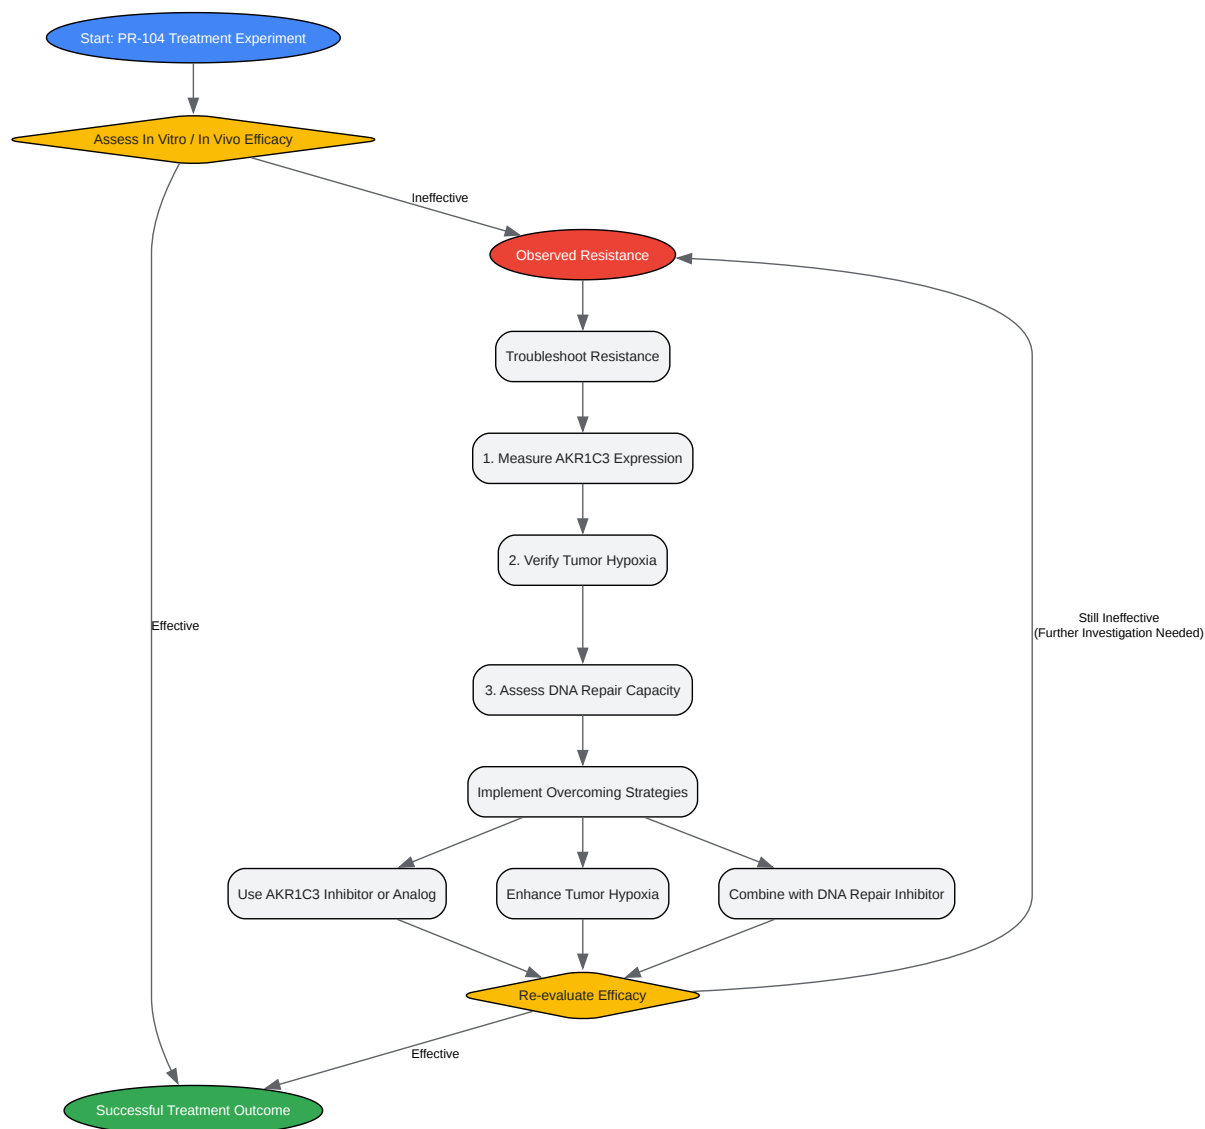 Start: PR-104 Treatment Experiment
Assess In Vitro / In Vivo Efficacy
Ineffective
Observed Resistance
Troubleshoot Resistance
1. Measure AKR1C3 Expression
2. Verify Tumor Hypoxia
Effective
Still Ineffective
(Further Investigation Needed)
3. Assess DNA Repair Capacity
Implement Overcoming Strategies
Use AKR1C3 Inhibitor or Analog
Enhance Tumor Hypoxia
Combine with DNA Repair Inhibitor
Re-evaluate Efficacy
Effective
Successful Treatment Outcome